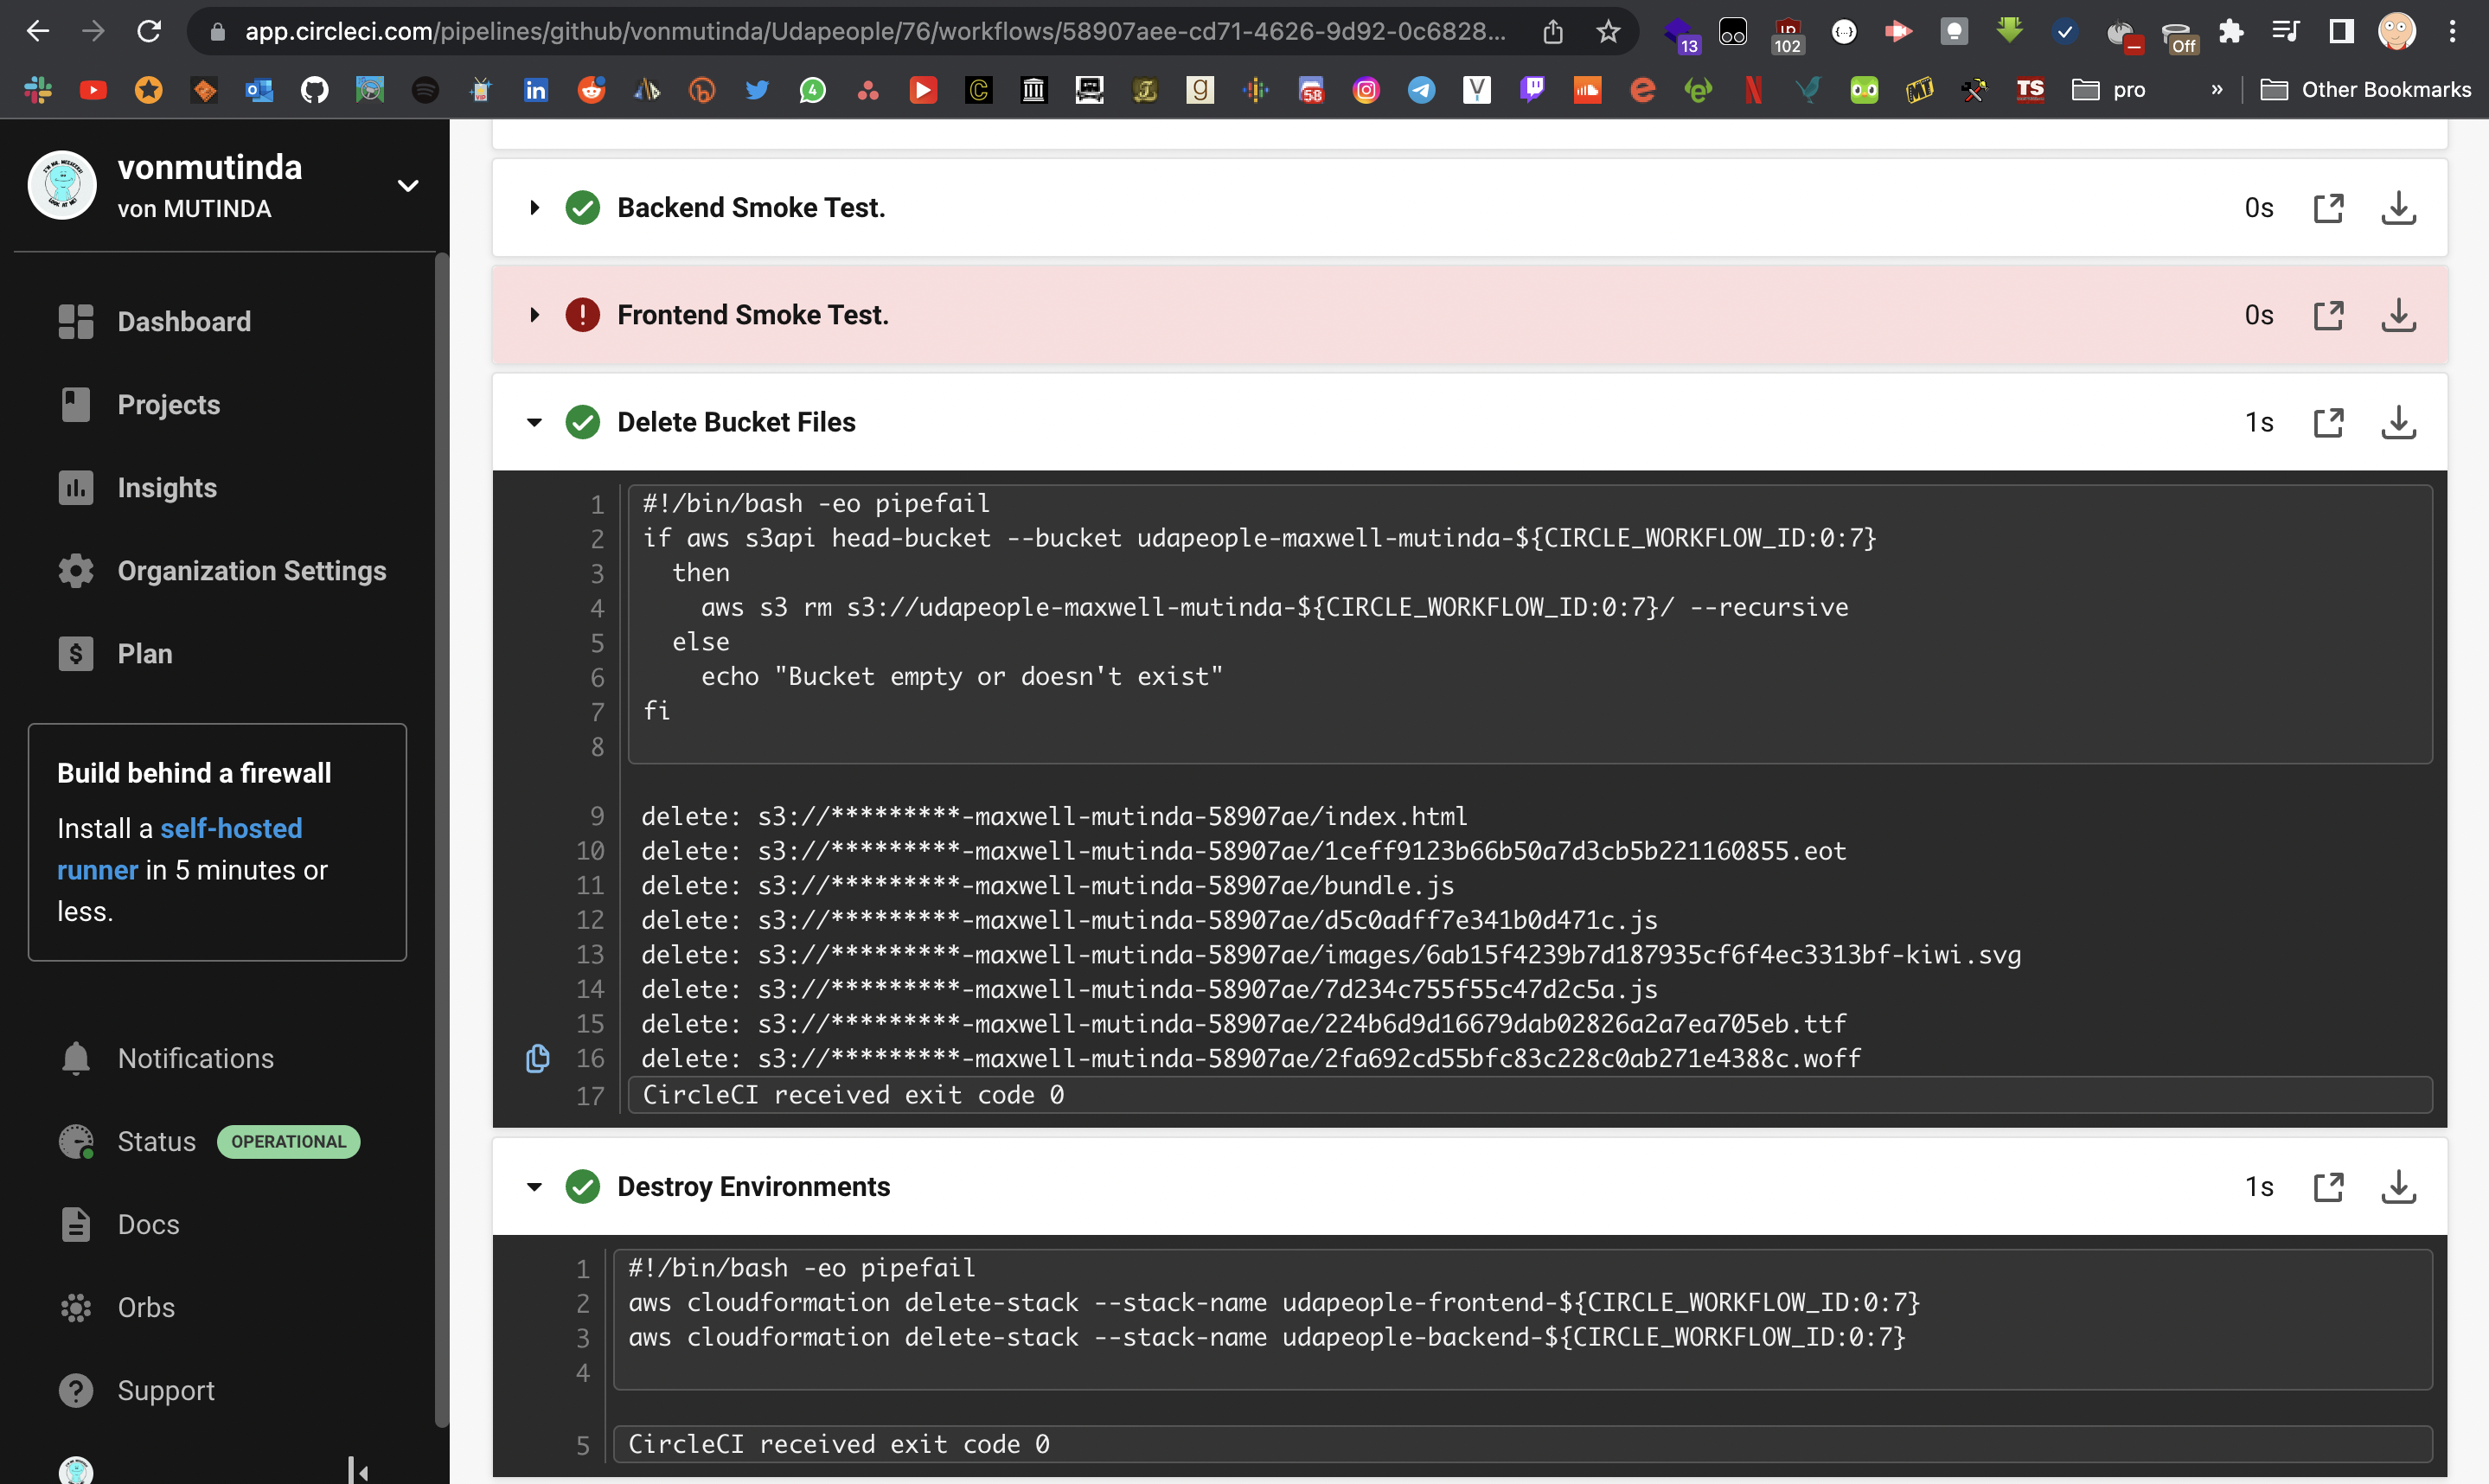 app.circleci.com/pipelines/github/vonmutinda/Udapeople/76/workflows/58907aee-cd71-4626-9d92-0c6828...
13
102
Off
4
58
TS
pro
»
Other Bookmarks
vonmutinda
von MUTINDA
Dashboard
Projects
Insights
Organization Settings
Plan
Build behind a firewall
Install a self-hosted
runner in 5 minutes or
less.
Notifications
Status OPERATIONAL
Docs
Orbs
Support
Backend Smoke Test.
0s
Frontend Smoke Test.
0s
Delete Bucket Files
1s
1 #!/bin/bash -eo pipefail
2 if aws s3api head-bucket --bucket udapeople-maxwell-mutinda-${CIRCLE_WORKFLOW_ID:0:7}
3 then
4 aws s3 rm s3://udapeople-maxwell-mutinda-${CIRCLE_WORKFLOW_ID:0:7}/ --recursive
5 else
6 echo "Bucket empty or doesn't exist"
7 fi
8
9 delete: s3://*********-maxwell-mutinda-58907ae/index.html
10 delete: s3://*********-maxwell-mutinda-58907ae/1ceff9123b66b50a7d3cb5b221160855.eot
11 delete: s3://*********-maxwell-mutinda-58907ae/bundle.js
12 delete: s3://*********-maxwell-mutinda-58907ae/d5c0adff7e341b0d471c.js
13 delete: s3://*********-maxwell-mutinda-58907ae/images/6ab15f4239b7d187935cf6f4ec3313bf-kiwi.svg
14 delete: s3://*********-maxwell-mutinda-58907ae/7d234c755f55c47d2c5a.js
15 delete: s3://*********-maxwell-mutinda-58907ae/224b6d9d16679dab02826a2a7ea705eb.ttf
16 delete: s3://*********-maxwell-mutinda-58907ae/2fa692cd55bfc83c228c0ab271e4388c.woff
17 CircleCI received exit code 0
Destroy Environments
1s
1 #!/bin/bash -eo pipefail
2 aws cloudformation delete-stack --stack-name udapeople-frontend-${CIRCLE_WORKFLOW_ID:0:7}
3 aws cloudformation delete-stack --stack-name udapeople-backend-${CIRCLE_WORKFLOW_ID:0:7}
4
5 CircleCI received exit code 0